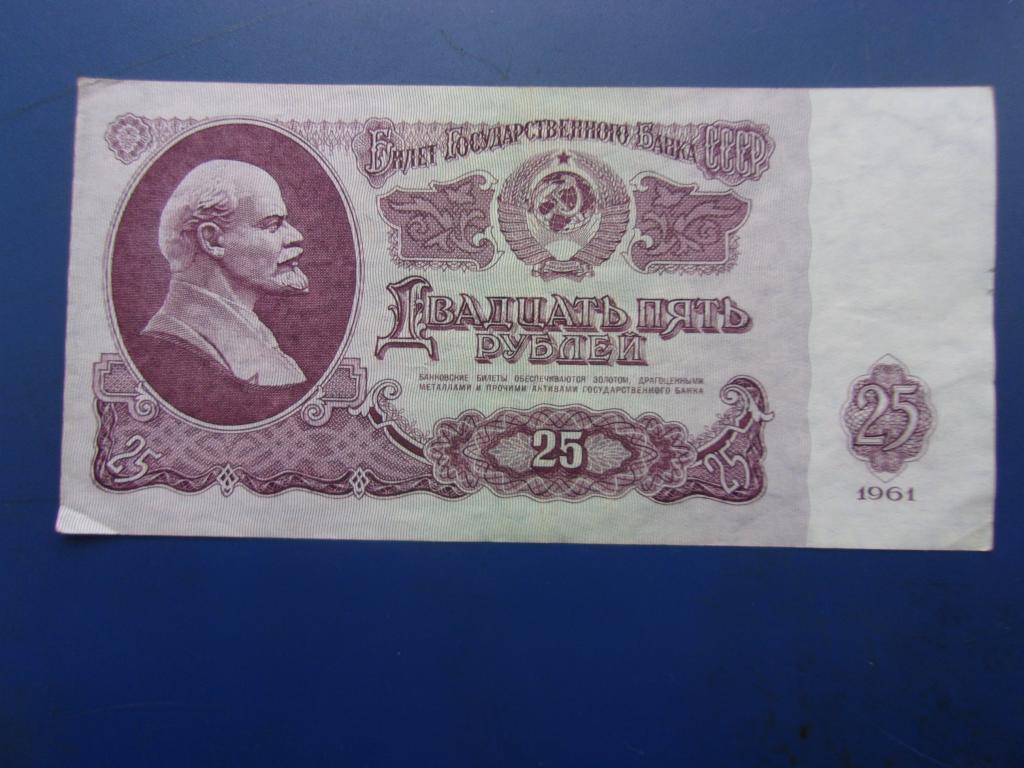 Билет Государственного Банка СССР
Двадцать пять
рублей
БАНКОВСКИЕ БИЛЕТЫ ОБЕСПЕЧИВАЮТСЯ ЗОЛОТОМ, ДРАГОЦЕННЫМИ
МЕТАЛЛАМИ И ПРОЧИМИ АКТИВАМИ ГОСУДАРСТВЕННОГО БАНКА
25
25
25
25
1961